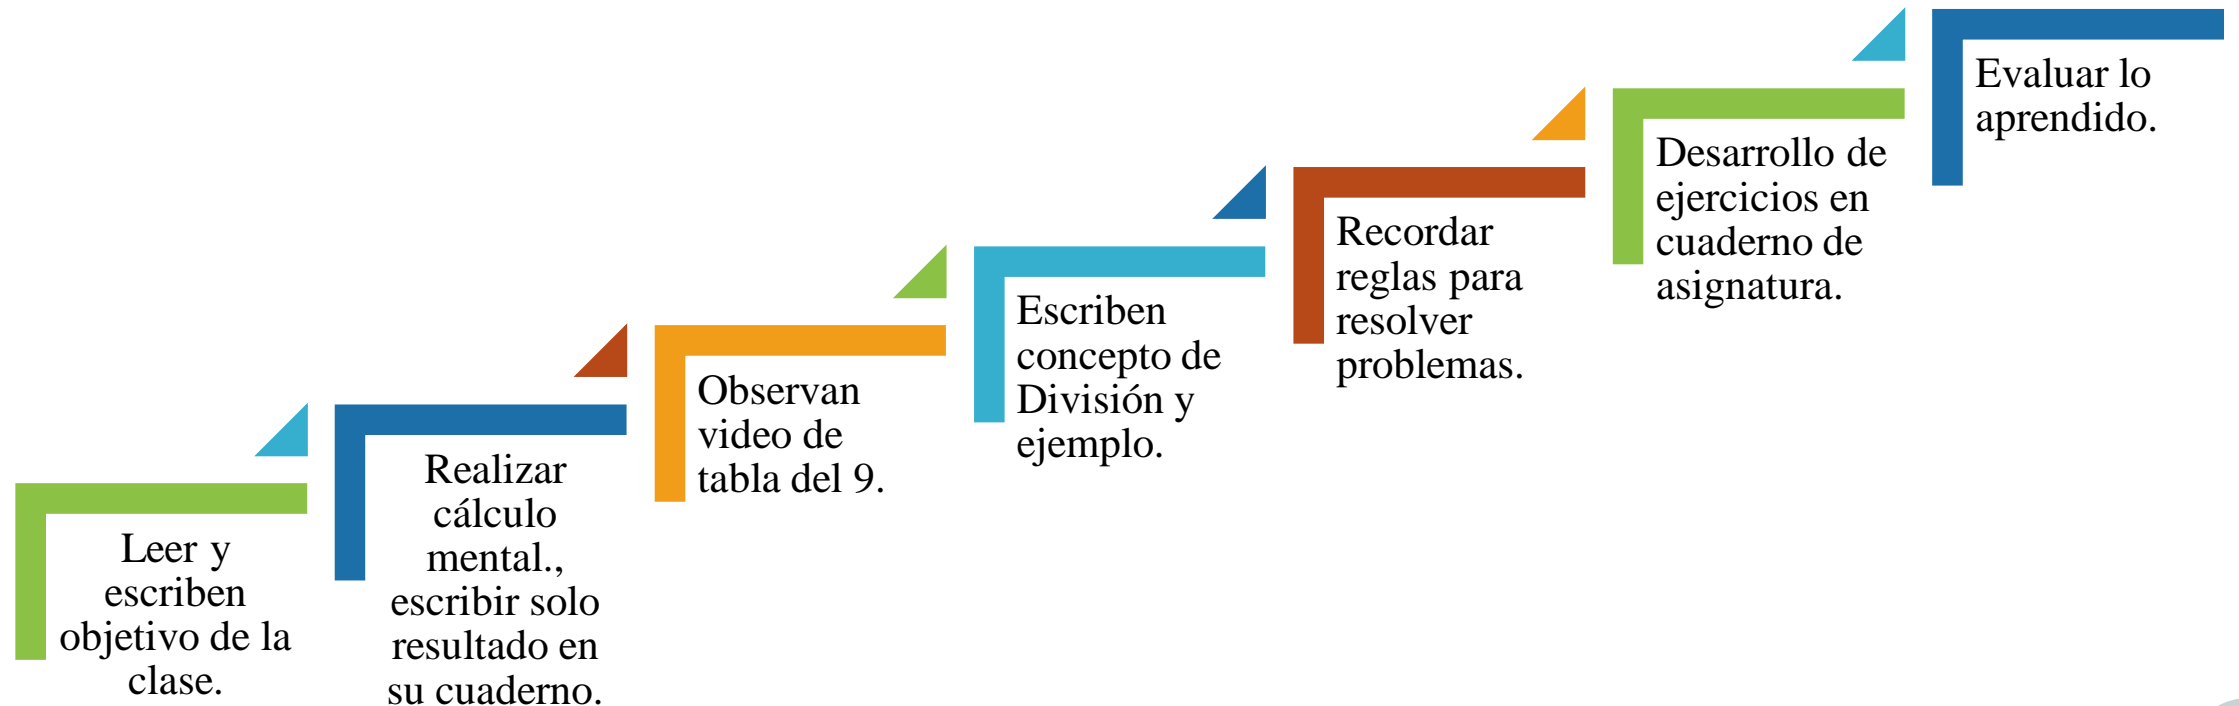 Leer y
escriben
objetivo de la
clase.
Realizar
cálculo
mental.,
escribir solo
resultado en
su cuaderno.
Observan
video de
tabla del 9.
Escriben
concepto de
División y
ejemplo.
Recordar
reglas para
resolver
problemas.
Desarrollo de
ejercicios en
cuaderno de
asignatura.
Evaluar lo
aprendido.